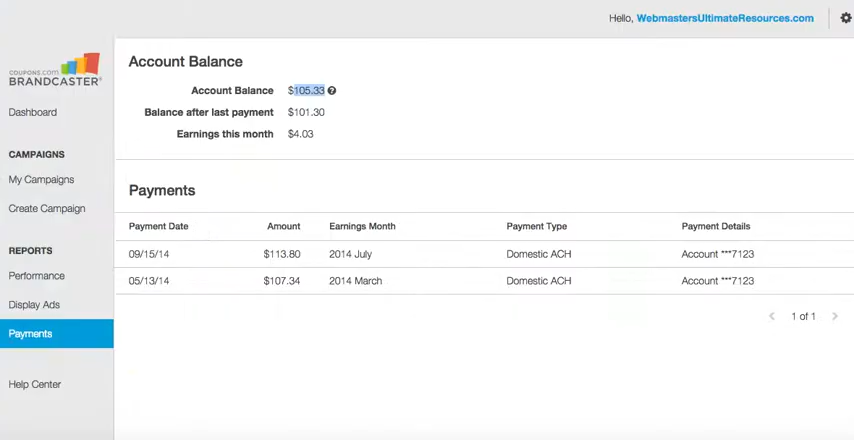 Hello, WebmastersUltimateResources.com
COUPONS.com
BRANDCASTER®
Dashboard
CAMPAIGNS
My Campaigns
Create Campaign
REPORTS
Performance
Display Ads
Payments
Help Center
Account Balance
Account Balance $105.33 ?
Balance after last payment $101.30
Earnings this month $4.03
Payments
Payment Date Amount Earnings Month Payment Type Payment Details
09/15/14 $113.80 2014 July Domestic ACH Account ***7123
05/13/14 $107.34 2014 March Domestic ACH Account ***7123
1 of 1